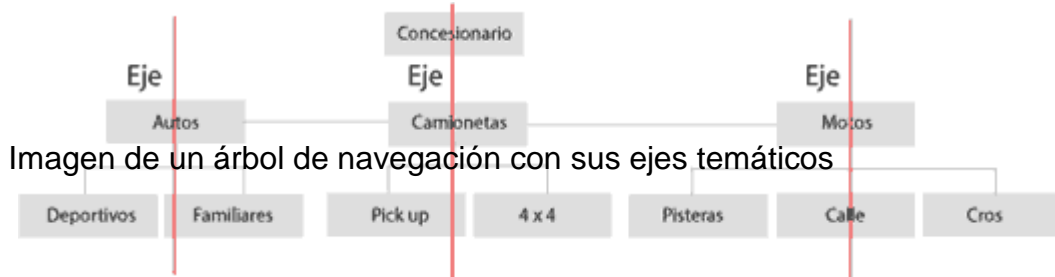 Concesionario
Eje Eje Eje
Autos Camionetas Motos
Imagen de un árbol de navegación con sus ejes temáticos
Deportivos Familiares Pick up 4 x 4 Pisteras Calle Cros